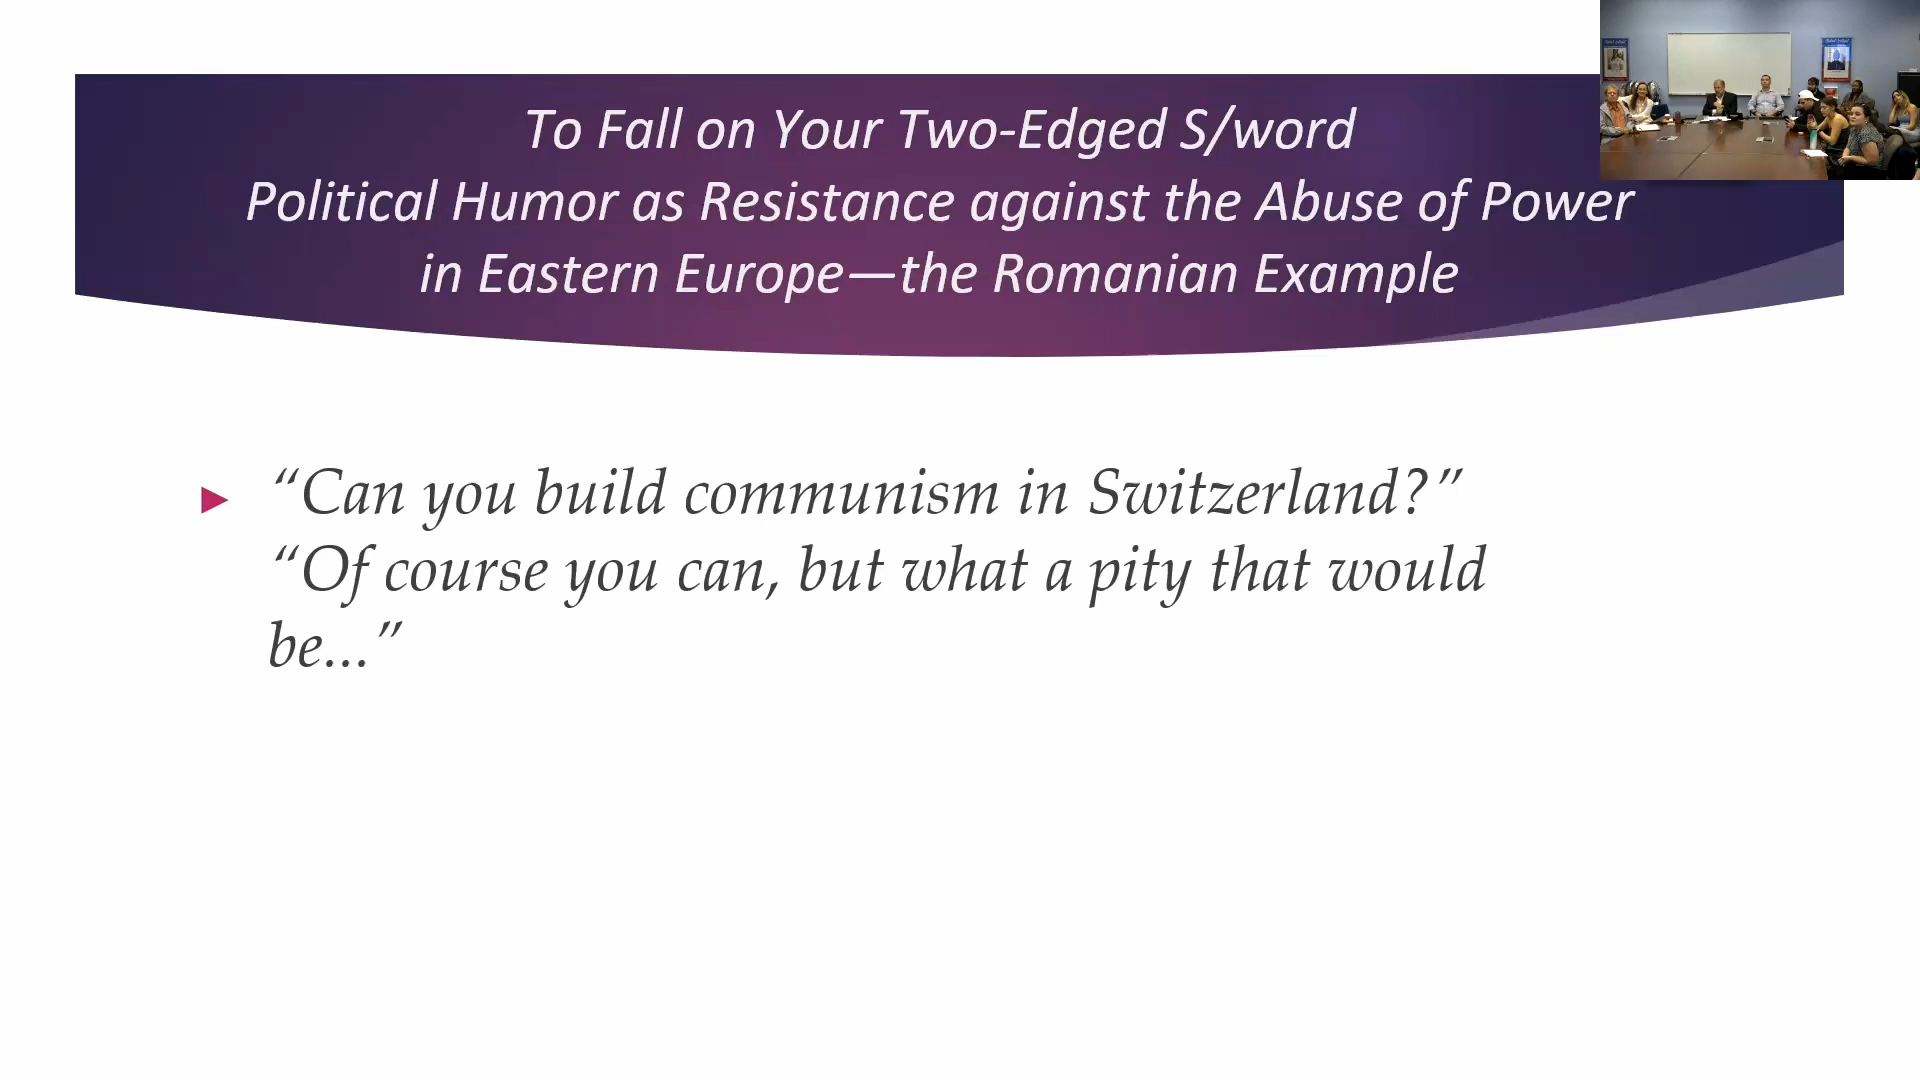 To Fall on Your Two-Edged S/word
Political Humor as Resistance against the Abuse of Power
in Eastern Europe—the Romanian Example
“Can you build communism in Switzerland?”
“Of course you can, but what a pity that would
be...”